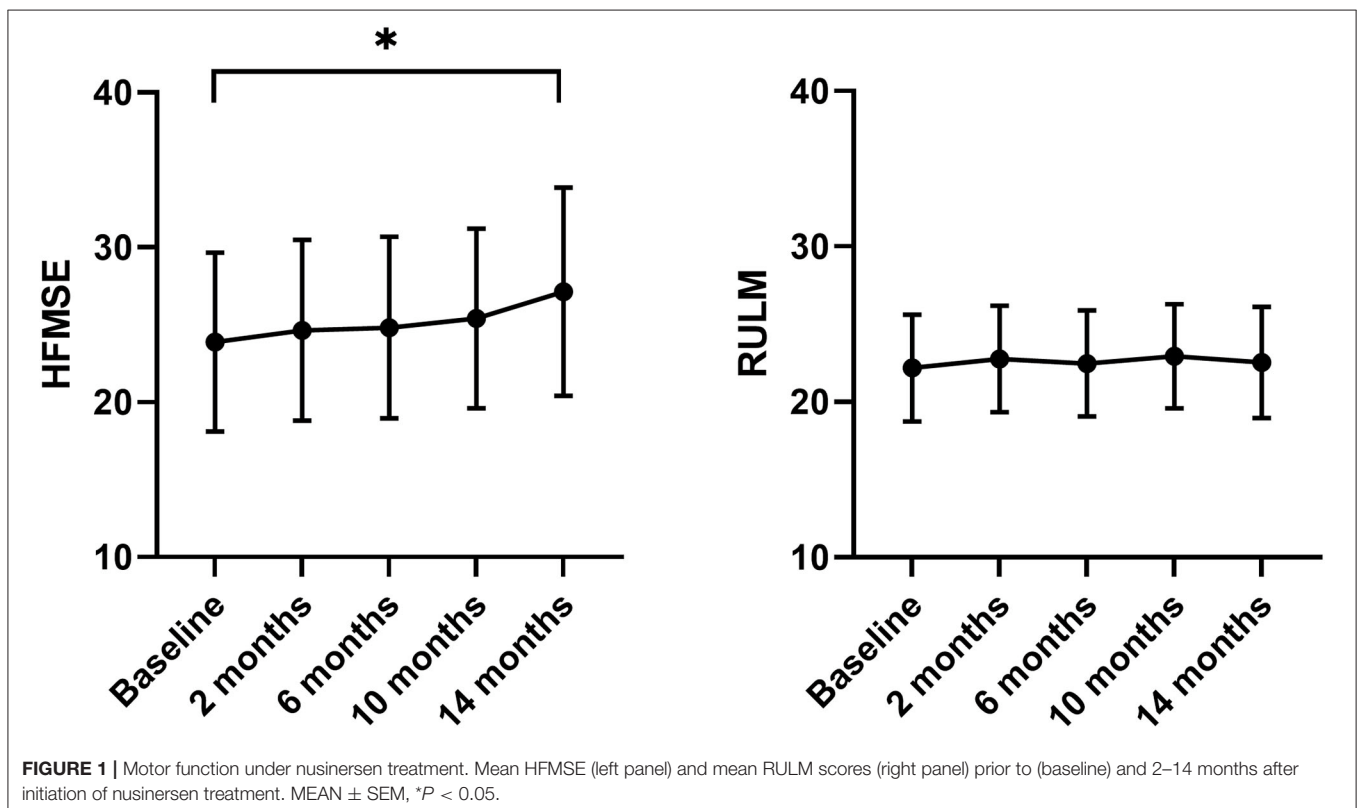 *
40
30
20
10
HFMSE
Baseline
2 months
6 months
10 months
14 months
40
30
20
10
RULM
Baseline
2 months
6 months
10 months
14 months
FIGURE 1 | Motor function under nusinersen treatment. Mean HFMSE (left panel) and mean RULM scores (right panel) prior to (baseline) and 2–14 months after
initiation of nusinersen treatment. MEAN ± SEM, *P < 0.05.